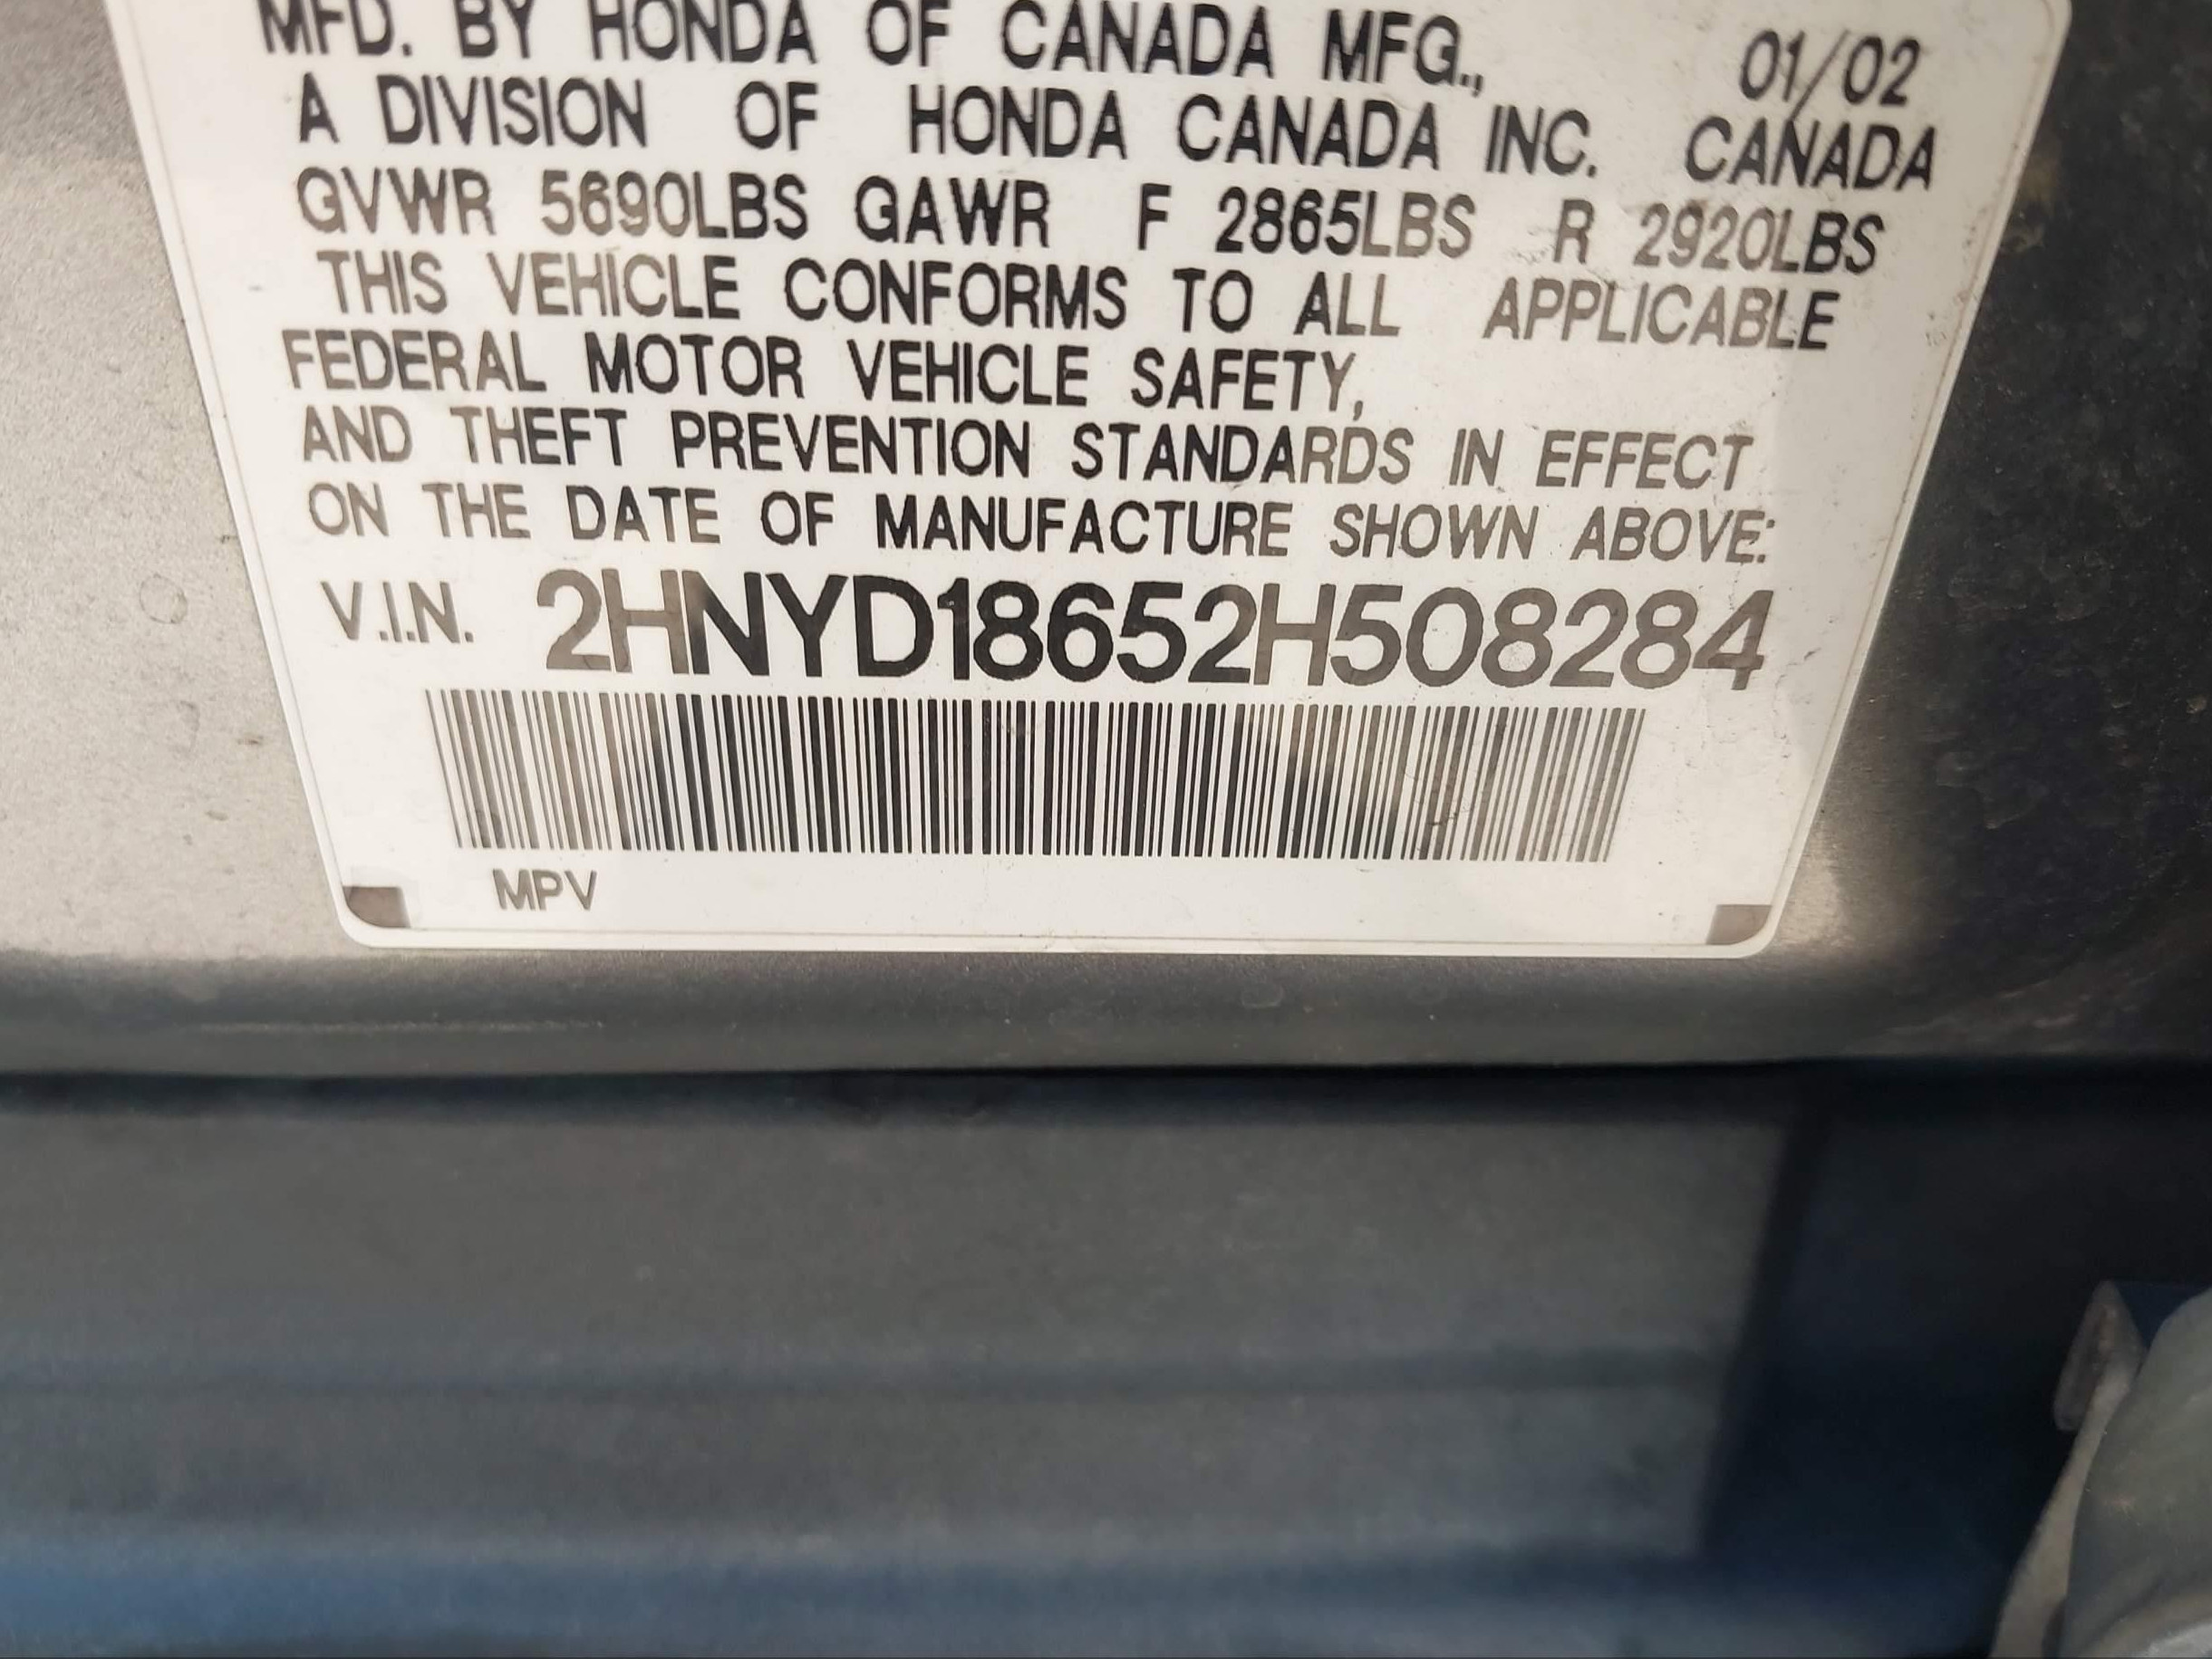 MFD. BY HONDA OF CANADA MFG., 01/02
A DIVISION OF HONDA CANADA INC. CANADA
GVWR 5690LBS GAWR F 2865LBS R 2920LBS
THIS VEHICLE CONFORMS TO ALL APPLICABLE
FEDERAL MOTOR VEHICLE SAFETY,
AND THEFT PREVENTION STANDARDS IN EFFECT
ON THE DATE OF MANUFACTURE SHOWN ABOVE:
V.I.N. 2HNYD18652H508284
MPV